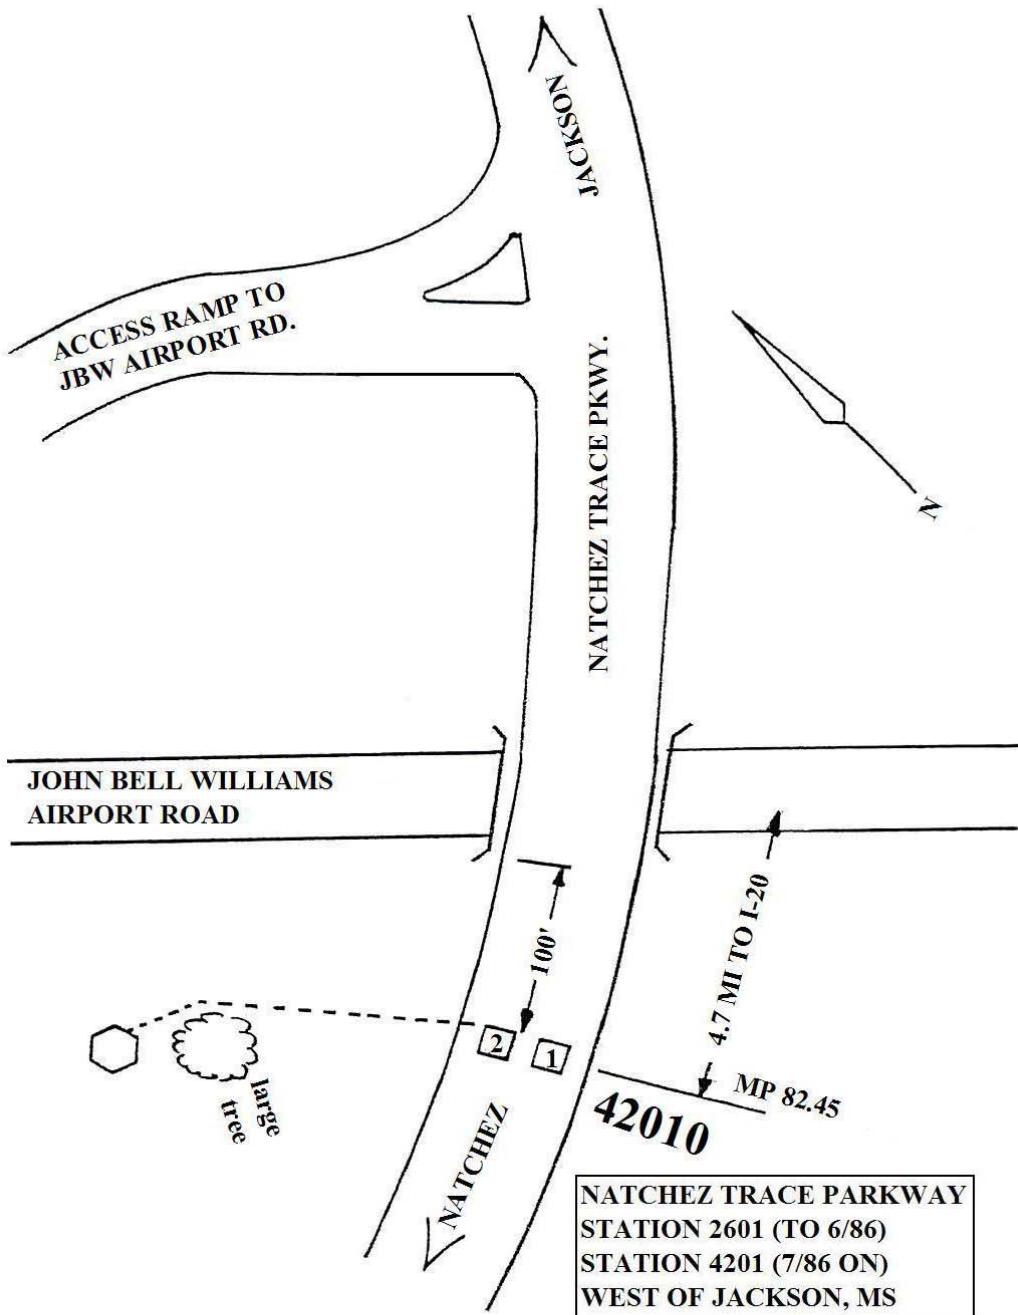 JACKSON
ACCESS RAMP TO
JBW AIRPORT RD.
NATCHEZ TRACE PKWY.
N
JOHN BELL WILLIAMS
AIRPORT ROAD
100'
4.7 MI TO I-20
2
1
large
tree
MP 82.45
42010
NATCHEZ
NATCHEZ TRACE PARKWAY
STATION 2601 (TO 6/86)
STATION 4201 (7/86 ON)
WEST OF JACKSON, MS